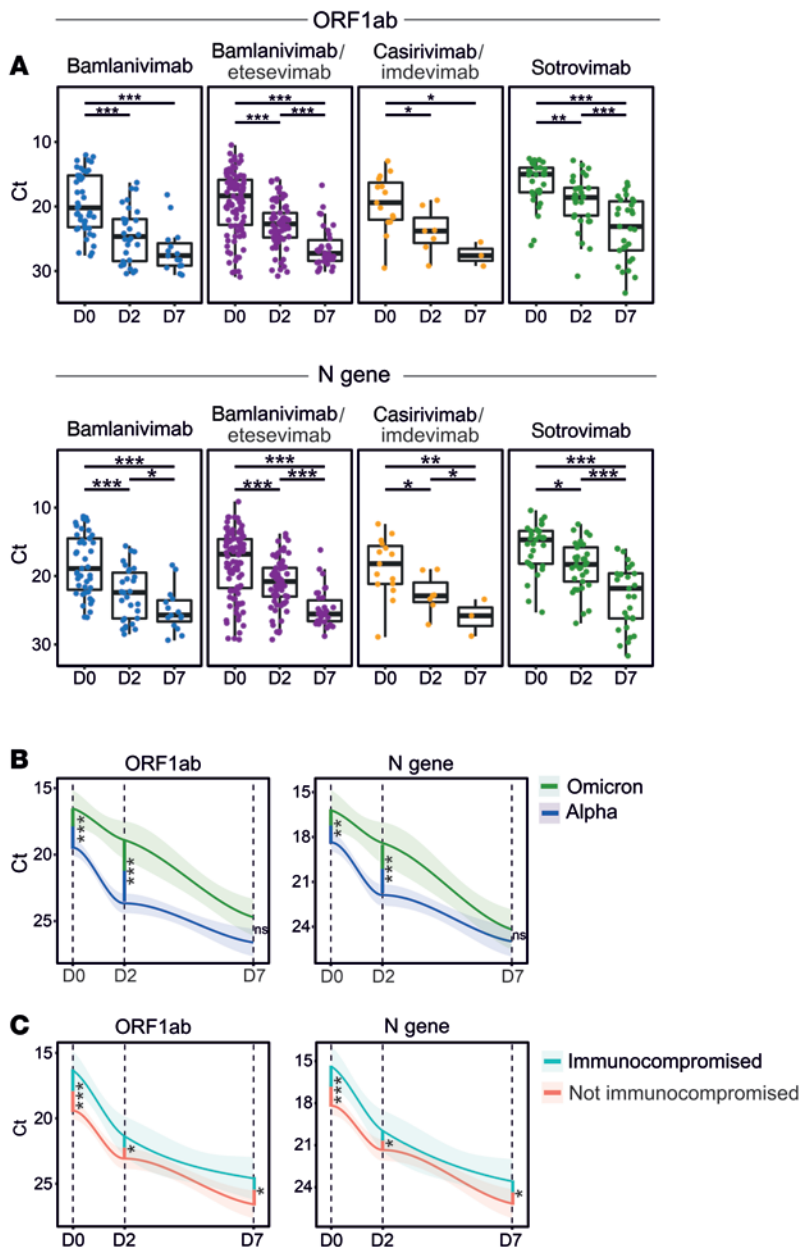 ORF1ab
A
Bamlanivimab
Bamlanivimab/
etesevimab
Casirivimab/
imdevimab
Sotrovimab
***
***
***
***
***
*
*
***
**
***
Ct
10
20
30
D0 D2 D7
D0 D2 D7
D0 D2 D7
D0 D2 D7
N gene
Bamlanivimab
Bamlanivimab/
etesevimab
Casirivimab/
imdevimab
Sotrovimab
***
***
*
***
***
***
**
*
*
***
*
***
Ct
10
20
30
D0 D2 D7
D0 D2 D7
D0 D2 D7
D0 D2 D7
B
ORF1ab
Ct
15
20
25
***
***
ns
D0 D2 D7
N gene
15
18
21
24
***
***
ns
D0 D2 D7
Omicron
Alpha
C
ORF1ab
Ct
15
20
25
***
*
*
D0 D2 D7
N gene
15
18
21
24
***
*
*
D0 D2 D7
Immunocompromised
Not immunocompromised